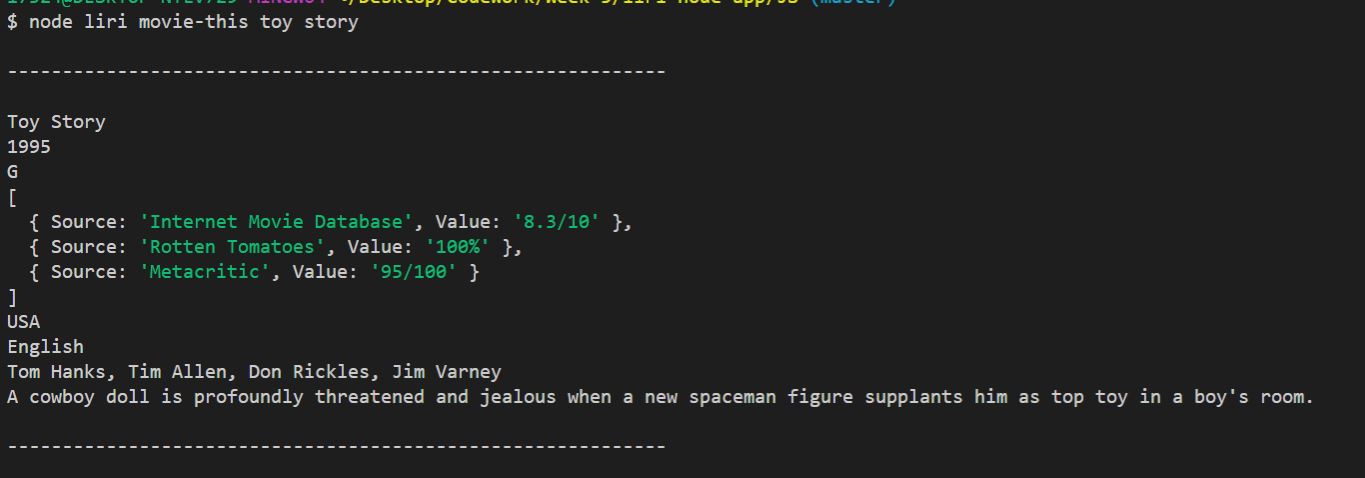 $ node liri movie-this toy story
------------------------------------------------------------
Toy Story
1995
G
[
  { Source: 'Internet Movie Database', Value: '8.3/10' },
  { Source: 'Rotten Tomatoes', Value: '100%' },
  { Source: 'Metacritic', Value: '95/100' }
]
USA
English
Tom Hanks, Tim Allen, Don Rickles, Jim Varney
A cowboy doll is profoundly threatened and jealous when a new spaceman figure supplants him as top toy in a boy's room.
------------------------------------------------------------